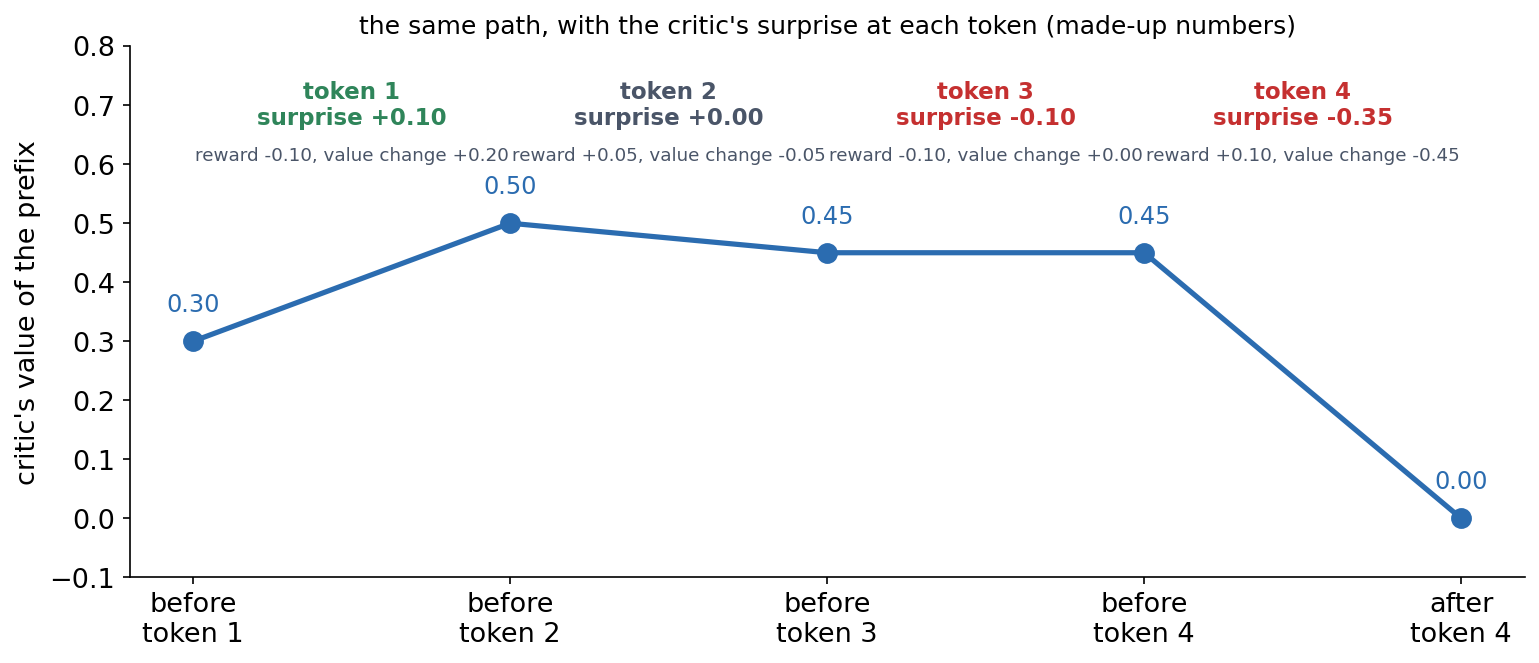 the same path, with the critic's surprise at each token (made-up numbers)
critic's value of the prefix
0.8
0.7
0.6
0.5
0.4
0.3
0.2
0.1
0.0
−0.1
token 1
surprise +0.10
token 2
surprise +0.00
token 3
surprise -0.10
token 4
surprise -0.35
reward -0.10, value change +0.20
reward +0.05, value change -0.05
reward -0.10, value change +0.00
reward +0.10, value change -0.45
0.30
0.50
0.45
0.45
0.00
before
token 1
before
token 2
before
token 3
before
token 4
after
token 4